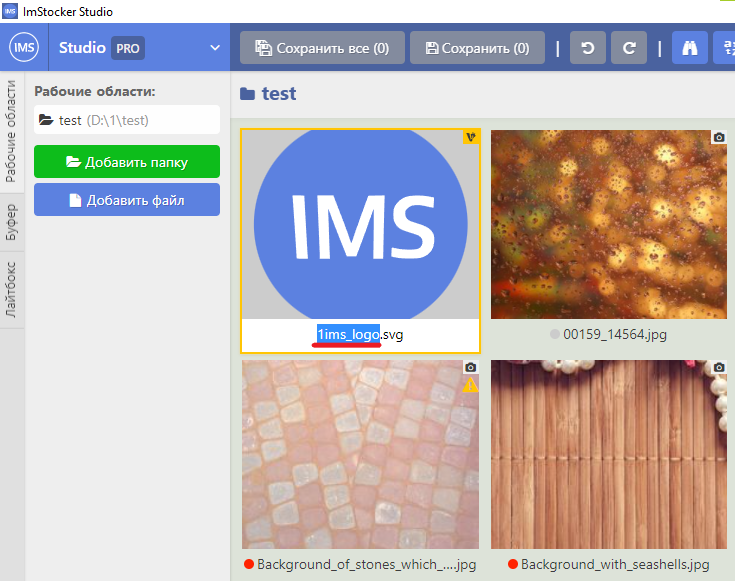 ImStocker Studio
IMS Studio PRO
Сохранить все (0)
Сохранить (0)
Рабочие области
Буфер
Лайтбокс
Рабочие области:
test (D:\1\test)
Добавить папку
Добавить файл
test
IMS
1ims_logo.svg
00159_14564.jpg
Background_of_stones_which_....jpg
Background_with_seashells.jpg